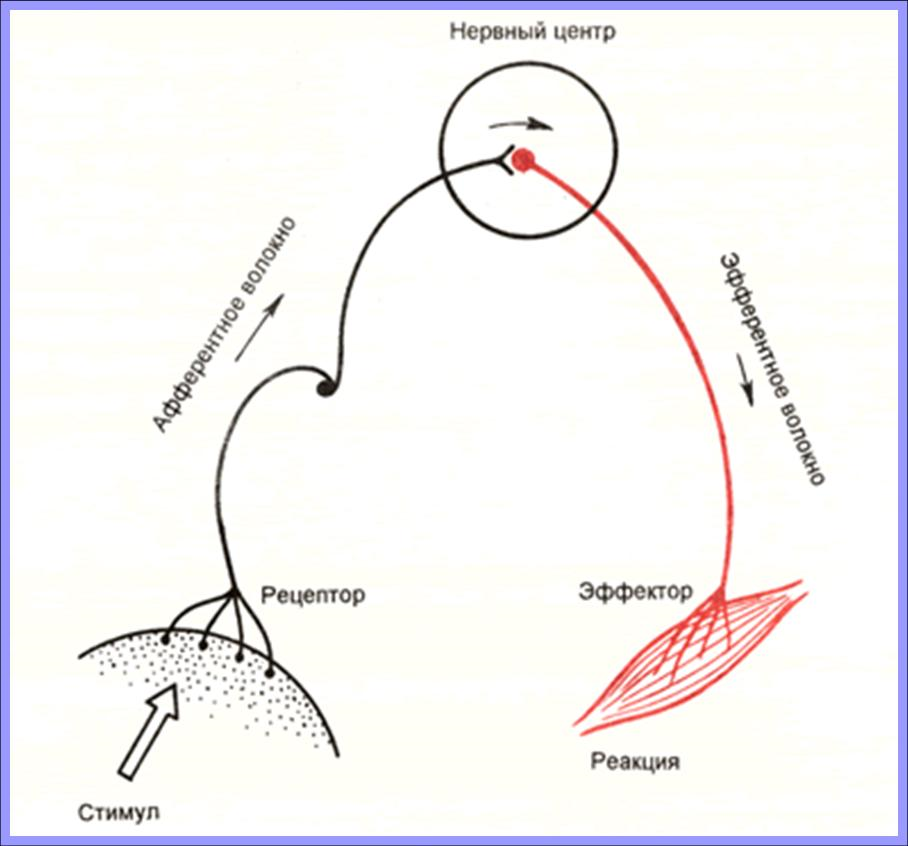 Нервный центр
Афферентное волокно
Эфферентное волокно
Рецептор
Эффектор
Реакция
Стимул